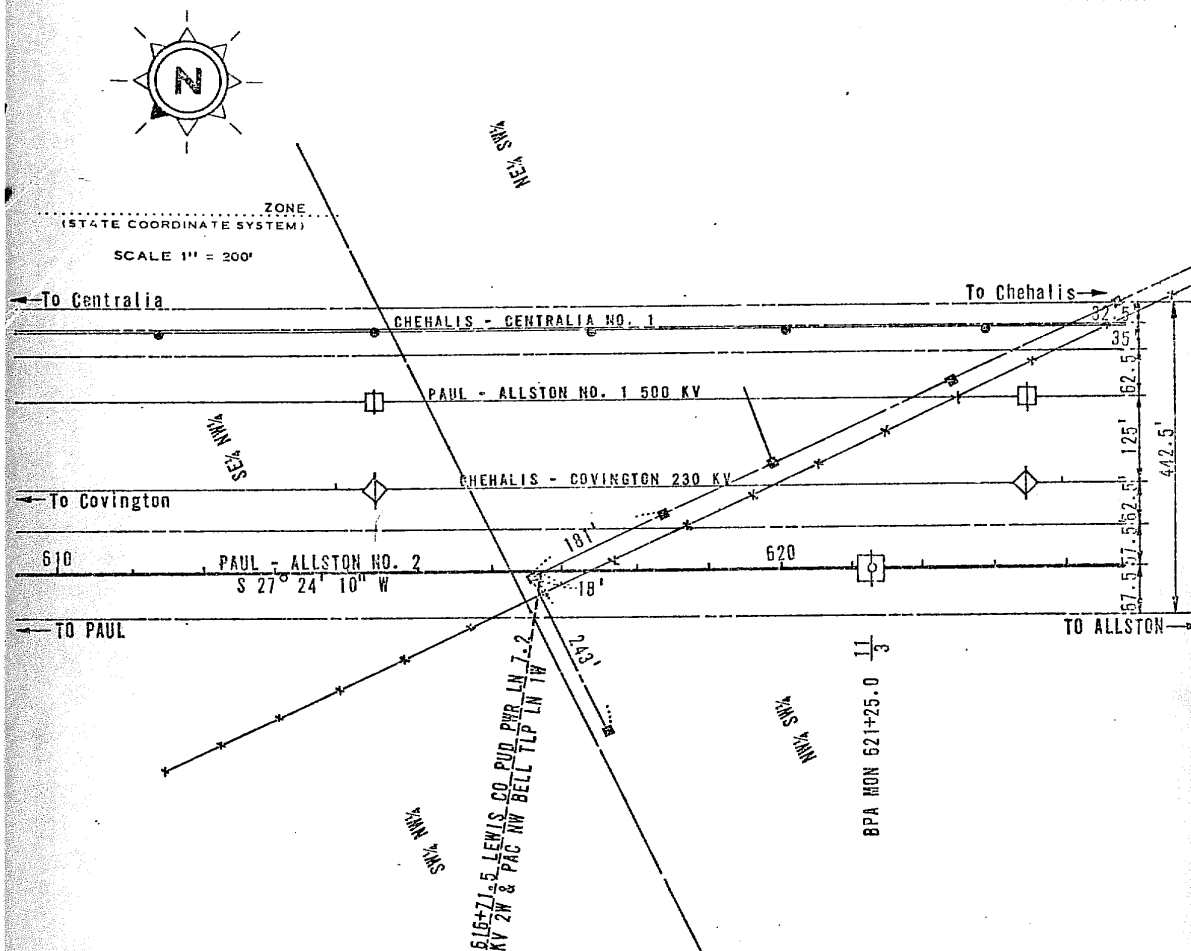 N
NE¼ SW¼
ZONE
(STATE COORDINATE SYSTEM)
SCALE 1" = 200'
To Centralia
To Chehalis
CHEHALIS - CENTRALIA NO. 1
32.5'
35'
62.5'
PAUL - ALLSTON NO. 1 500 KV
125'
442.5'
SE¼ NW¼
CHEHALIS - COVINGTON 230 KV
To Covington
62.5'
181'
610
PAUL - ALLSTON NO. 2
620
57.5'
S 27° 24' 10" W
18'
67.5'
TO PAUL
TO ALLSTON
243'
11
3
BPA MON 621+25.0
NW¼ SW¼
SW¼ NW¼
616+71.5 LEWIS CO PUD PWR LN 7.2
KV 2W & PAC NW BELL TLP LN 1W